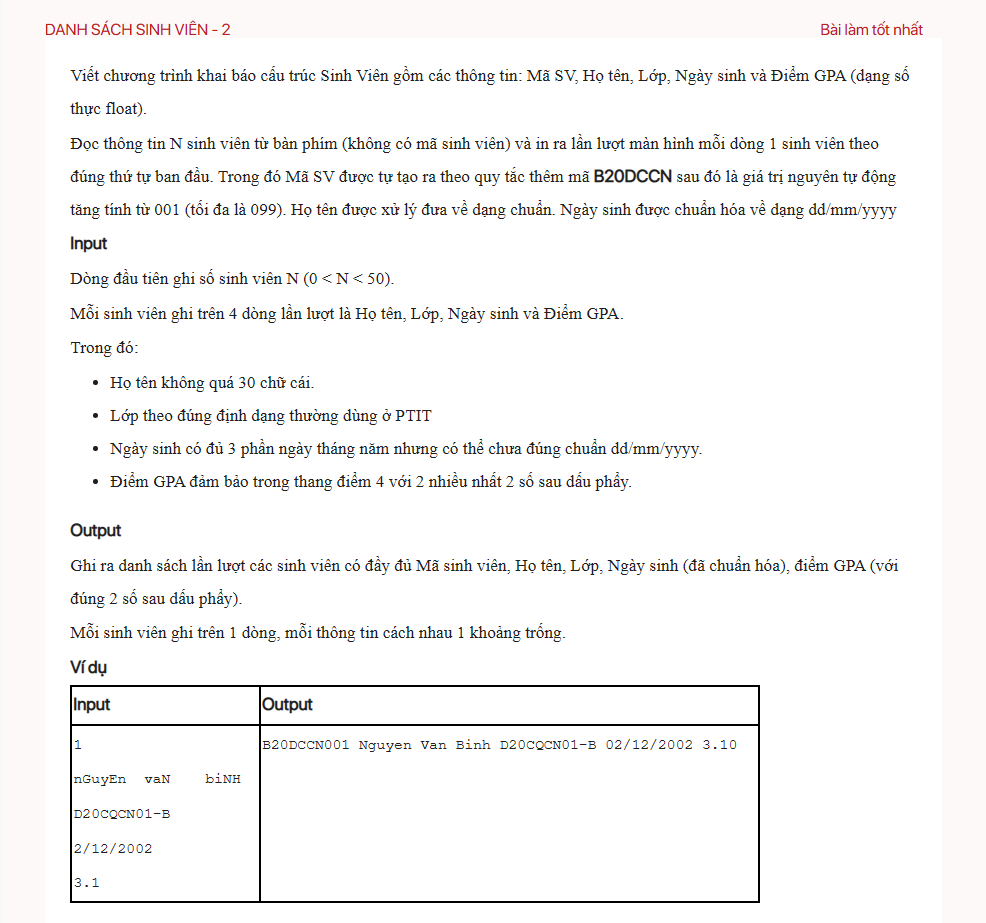 DANH SÁCH SINH VIÊN - 2
Bài làm tốt nhất
Viết chương trình khai báo cấu trúc Sinh Viên gồm các thông tin: Mã SV, Họ tên, Lớp, Ngày sinh và Điểm GPA (dạng số
thực float).
Đọc thông tin N sinh viên từ bàn phím (không có mã sinh viên) và in ra lần lượt màn hình mỗi dòng 1 sinh viên theo
đúng thứ tự ban đầu. Trong đó Mã SV được tự tạo ra theo quy tắc thêm mã B20DCCN sau đó là giá trị nguyên tự động
tăng tính từ 001 (tối đa là 099). Họ tên được xử lý đưa về dạng chuẩn. Ngày sinh được chuẩn hóa về dạng dd/mm/yyyy
Input
Dòng đầu tiên ghi số sinh viên N (0 < N < 50).
Mỗi sinh viên ghi trên 4 dòng lần lượt là Họ tên, Lớp, Ngày sinh và Điểm GPA.
Trong đó:
• Họ tên không quá 30 chữ cái.
• Lớp theo đúng định dạng thường dùng ở PTIT
• Ngày sinh có đủ 3 phần ngày tháng năm nhưng có thể chưa đúng chuẩn dd/mm/yyyy.
• Điểm GPA đảm bảo trong thang điểm 4 với 2 nhiều nhất 2 số sau dấu phẩy.
Output
Ghi ra danh sách lần lượt các sinh viên có đầy đủ Mã sinh viên, Họ tên, Lớp, Ngày sinh (đã chuẩn hóa), điểm GPA (với
đúng 2 số sau dấu phẩy).
Mỗi sinh viên ghi trên 1 dòng, mỗi thông tin cách nhau 1 khoảng trống.
Ví dụ
Input
Output
1
nGuyEn vaN biNH
D20CQCN01-B
2/12/2002
3.1
B20DCCN001 Nguyen Van Binh D20CQCN01-B 02/12/2002 3.10